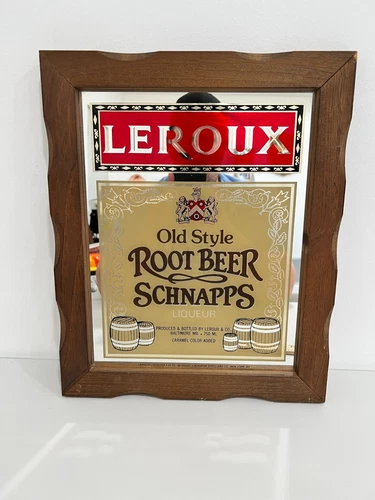 LEROUX
Old Style
ROOT BEER
SCHNAPPS
LIQUEUR
PRODUCED & BOTTLED BY LEROUX & CO.
BALTIMORE MD. • 750 ML
CARAMEL COLOR ADDED